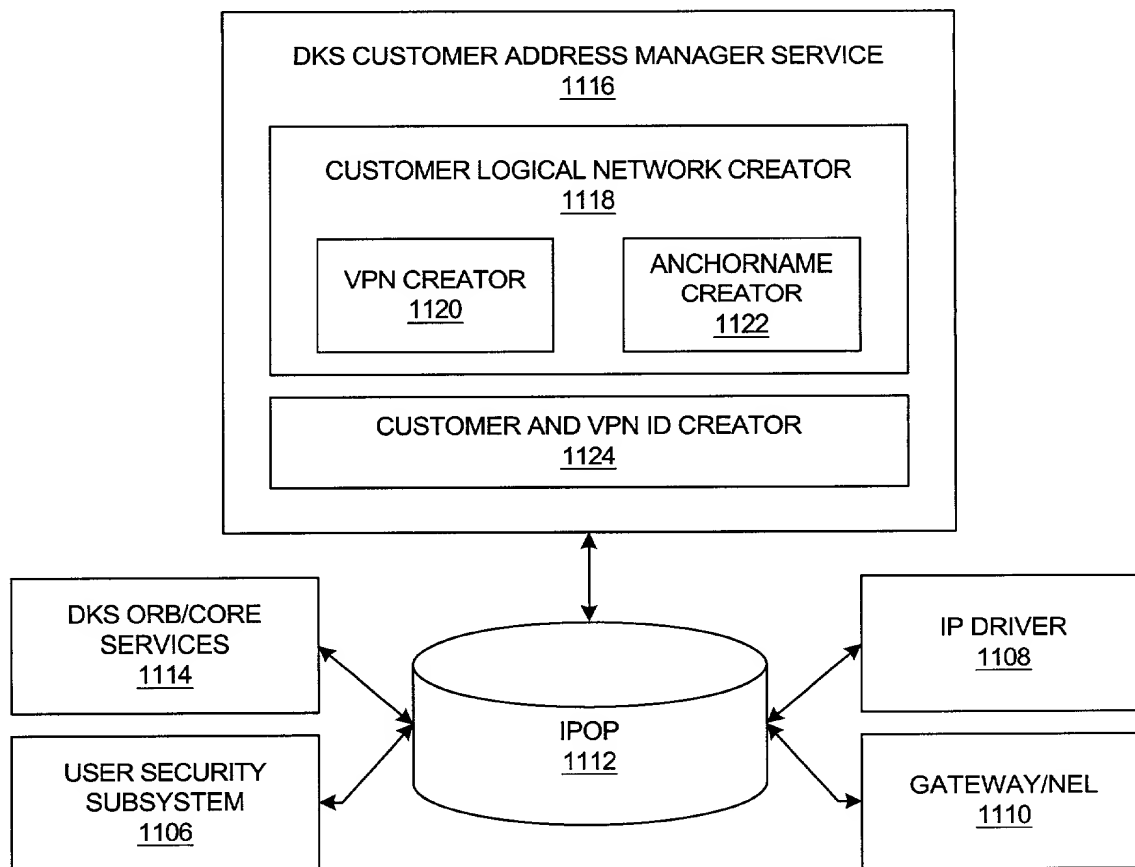 DKS CUSTOMER ADDRESS MANAGER SERVICE
1116
CUSTOMER LOGICAL NETWORK CREATOR
1118
VPN CREATOR
1120
ANCHORNAME
CREATOR
1122
CUSTOMER AND VPN ID CREATOR
1124
DKS ORB/CORE
SERVICES
1114
USER SECURITY
SUBSYSTEM
1106
IPOP
1112
IP DRIVER
1108
GATEWAY/NEL
1110